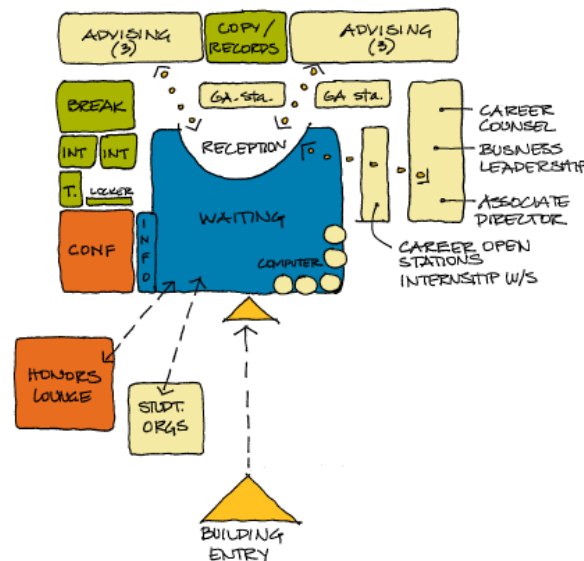 ADVISING
(3)
COPY/
RECORDS
ADVISING
(3)
GA. Sta.
GA Sta.
BREAK
INT
INT
T.
LOCKER
CONF
INFO
RECEPTION
WAITING
COMPUTER
CAREER
COUNSEL
BUSINESS
LEADERSHIP
ASSOCIATE
DIRECTOR
CAREER OPEN
STATIONS
INTERNSHIP W/S
HONORS
LOUNGE
STUDT.
ORGS
BUILDING
ENTRY